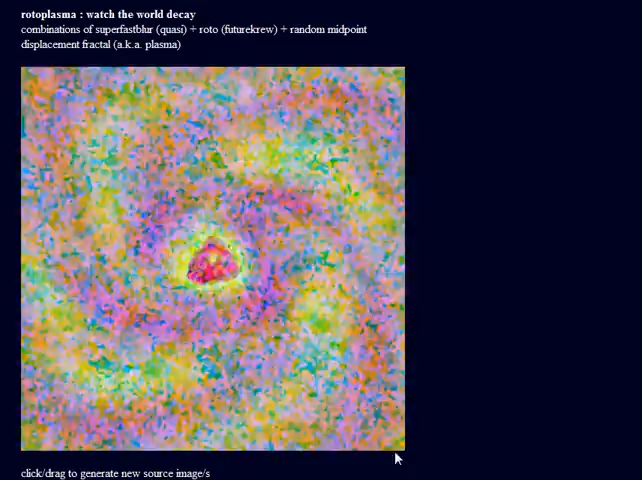 rotoplasma : watch the world decay
combinations of superfastblur (quasi) + roto (futurekrew) + random midpoint
displacement fractal (a.k.a. plasma)
click/drag to generate new source image/s